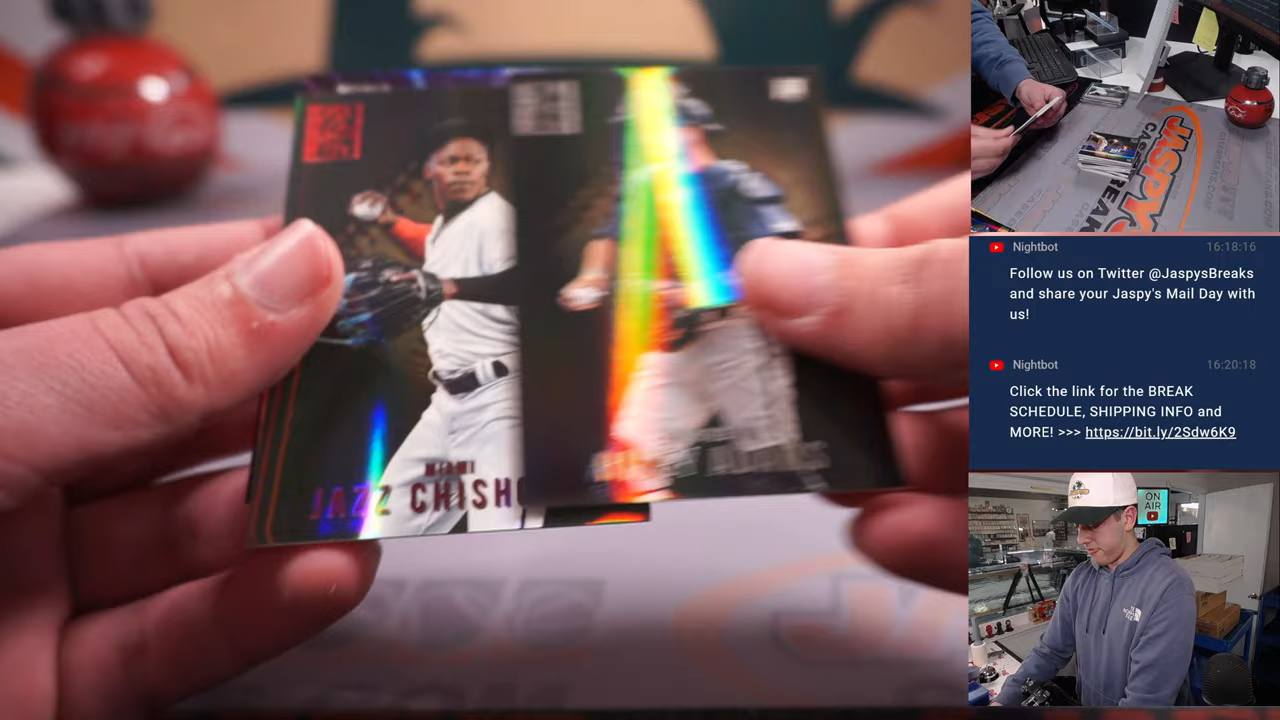 MIAMI
JAZZ CHISH
JASPY
CASE
BREAK
Nightbot 16:18:16
Follow us on Twitter @JaspysBreaks
and share your Jaspy's Mail Day with
us!
Nightbot 16:20:18
Click the link for the BREAK
SCHEDULE, SHIPPING INFO and
MORE! >>> https://bit.ly/2Sdw6K9
ON
AIR